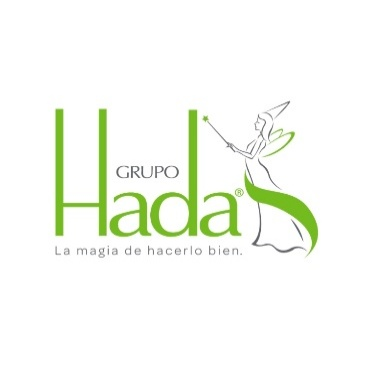 GRUPO
Hada®
La magia de hacerlo bien.